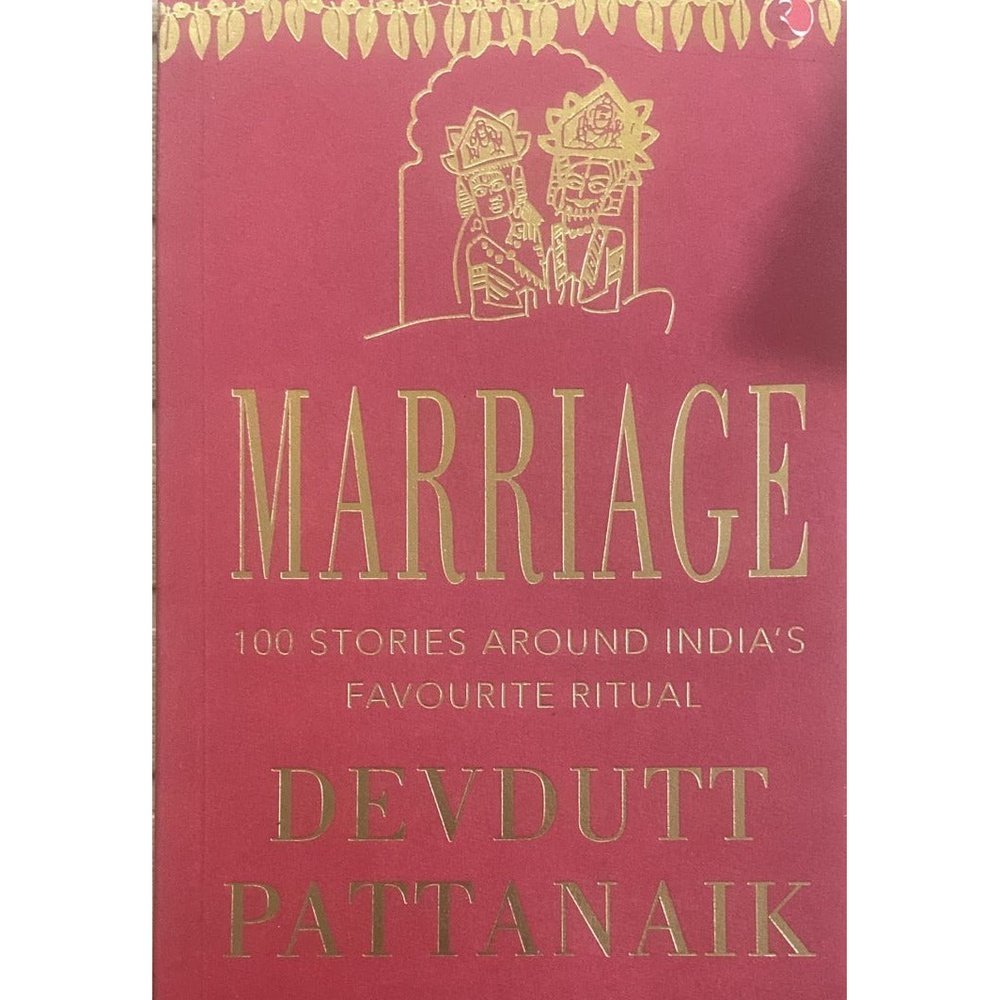 MARRIAGE
100 STORIES AROUND INDIA'S
FAVOURITE RITUAL
DEVDUTT
PATTANAIK